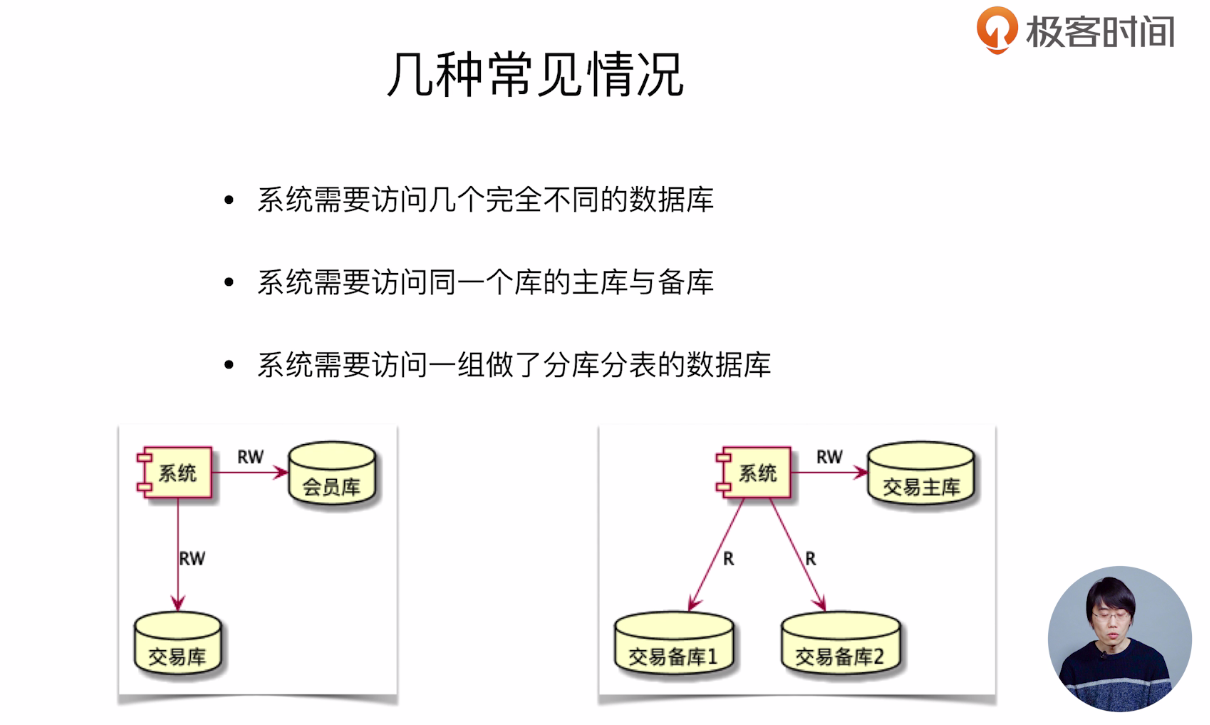 极客时间
几种常见情况
• 系统需要访问几个完全不同的数据库
• 系统需要访问同一个库的主库与备库
• 系统需要访问一组做了分库分表的数据库
系统
RW
会员库
RW
交易库
系统
RW
交易主库
R
R
交易备库1
交易备库2